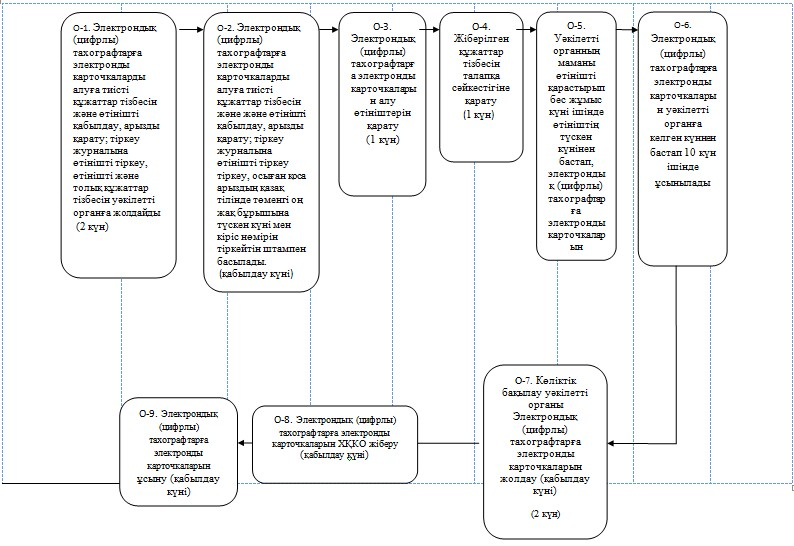 О-1. Электрондық
(цифрлы)
тахографтарға
электронды
карточкаларды
алуға тиісті
құжаттар тізбесін
және өтінішті
қабылдау, арызды
қарату; тіркеу
журналына
өтінішті тіркеу,
өтінішті және
толық құжаттар
тізбесін уәкілетті
органға жолдайды
(2 күн)
О-2. Электрондық
(цифрлы)
тахографтарға
электронды
карточкаларды
алуға тиісті
құжаттар тізбесін
және және өтінішті
қабылдау, арызды
қарату; тіркеу
журналына
өтінішті тіркеу
тіркеу, осыған қоса
арыздың қазақ
тілінде төменгі оң
жақ бұрышына
түскен күні мен
кіріс нөмірін
тіркейтін штампен
басылады.
(қабылдау күні)
О-3.
Электрондық
(цифрлы)
тахографтарғ
а электронды
карточкалары
н алу
өтініштерін
қарату
(1 күн)
О-4.
Жіберілген
құжаттар
тізбесін
талапқа
сәйкестігіне
қарату
(1 күн)
О-5.
Уәкілетті
органның
маманы
өтінішті
қарастырып
бес жұмыс
күні ішінде
өтініштің
түскен
күнінен
бастап,
электронды
қ (цифрлы)
тахографтар
ға
электронды
карточкалар
ын
О-6.
Электрондық
(цифрлы)
тахографтарға
электронды
карточкалары
н уәкілетті
органға
келген күннен
бастап 10 күн
ішінде
ұсынылады
О-9. Электрондық
(цифрлы)
тахографтарға
электронды
карточкаларын
ұсыну (қабылдау
күні)
О-8. Электрондық (цифрлы)
тахографтарға электронды
карточкаларын ХҚКО жіберу
(қабылдау күні)
О-7. Көліктік
бақылау уәкілетті
органы
Электрондық
(цифрлы)
тахографтарға
электронды
карточкаларын
жолдау (қабылдау
күні)
(2 күн)